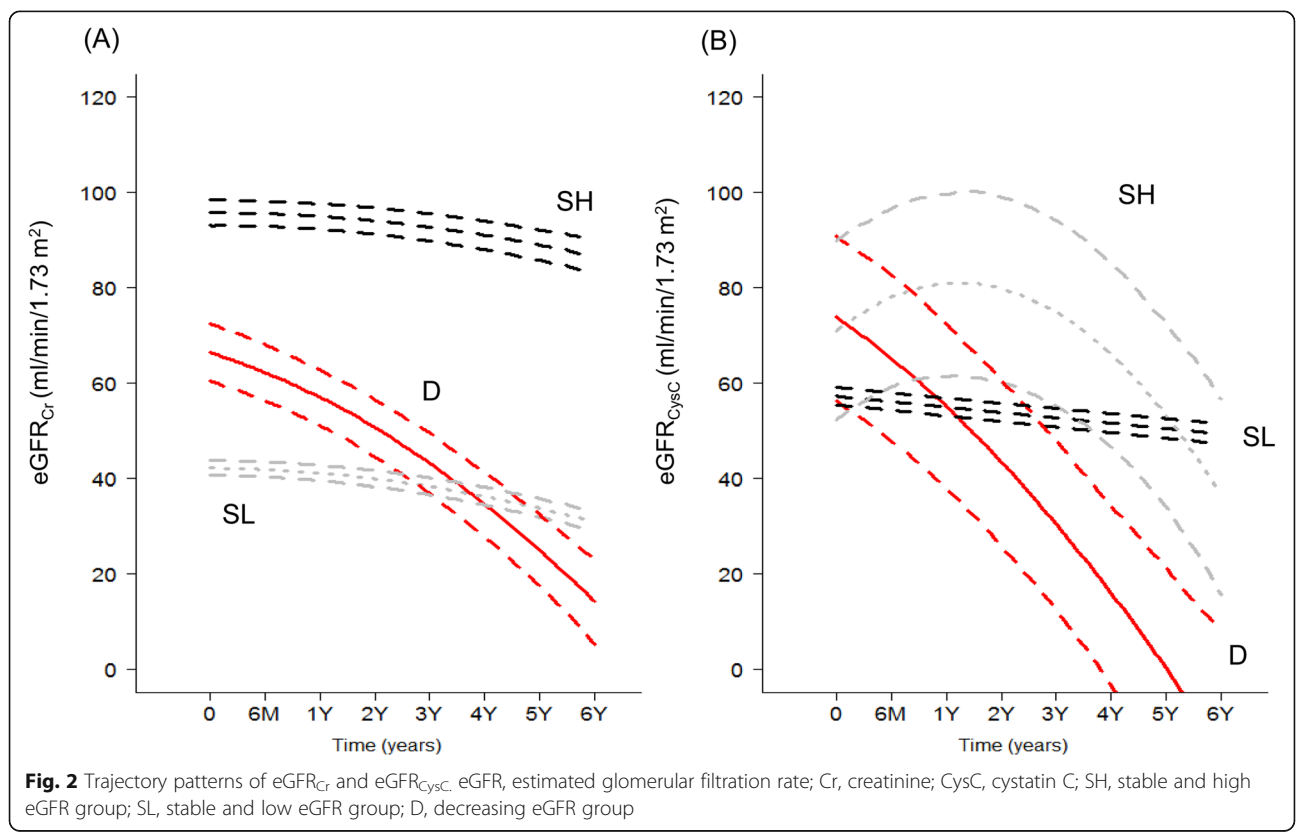 (A)
120
100
80
60
40
20
0
eGFRCr (ml/min/1.73 m²)
SH
D
SL
0 6M 1Y 2Y 3Y 4Y 5Y 6Y
Time (years)
(B)
120
100
80
60
40
20
0
eGFRCysC (ml/min/1.73 m²)
SH
SL
D
0 6M 1Y 2Y 3Y 4Y 5Y 6Y
Time (years)
Fig. 2 Trajectory patterns of eGFRCr and eGFRCysC. eGFR, estimated glomerular filtration rate; Cr, creatinine; CysC, cystatin C; SH, stable and high
eGFR group; SL, stable and low eGFR group; D, decreasing eGFR group